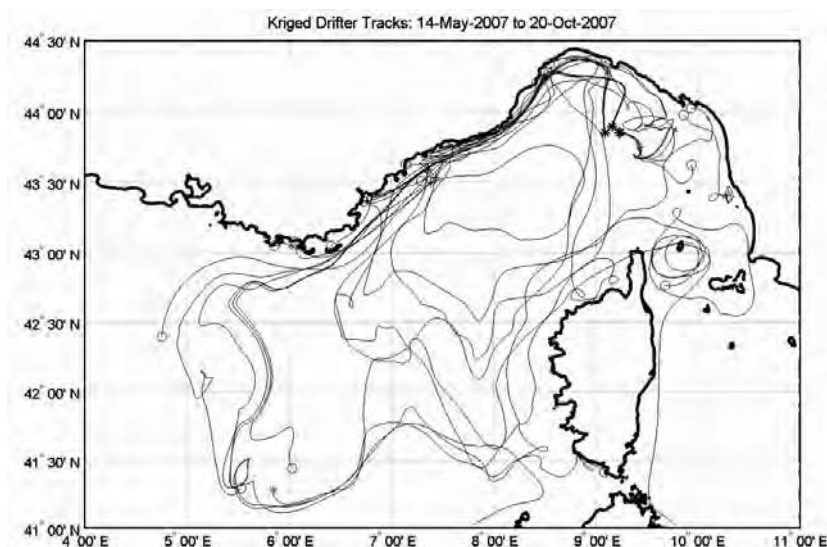 Kriged Drifter Tracks: 14-May-2007 to 20-Oct-2007
44° 30' N
44° 00' N
43° 30' N
43° 00' N
42° 30' N
42° 00' N
41° 30' N
41° 00' N
4° 00' E 5° 00' E 6° 00' E 7° 00' E 8° 00' E 9° 00' E 10° 00' E 11° 00' E